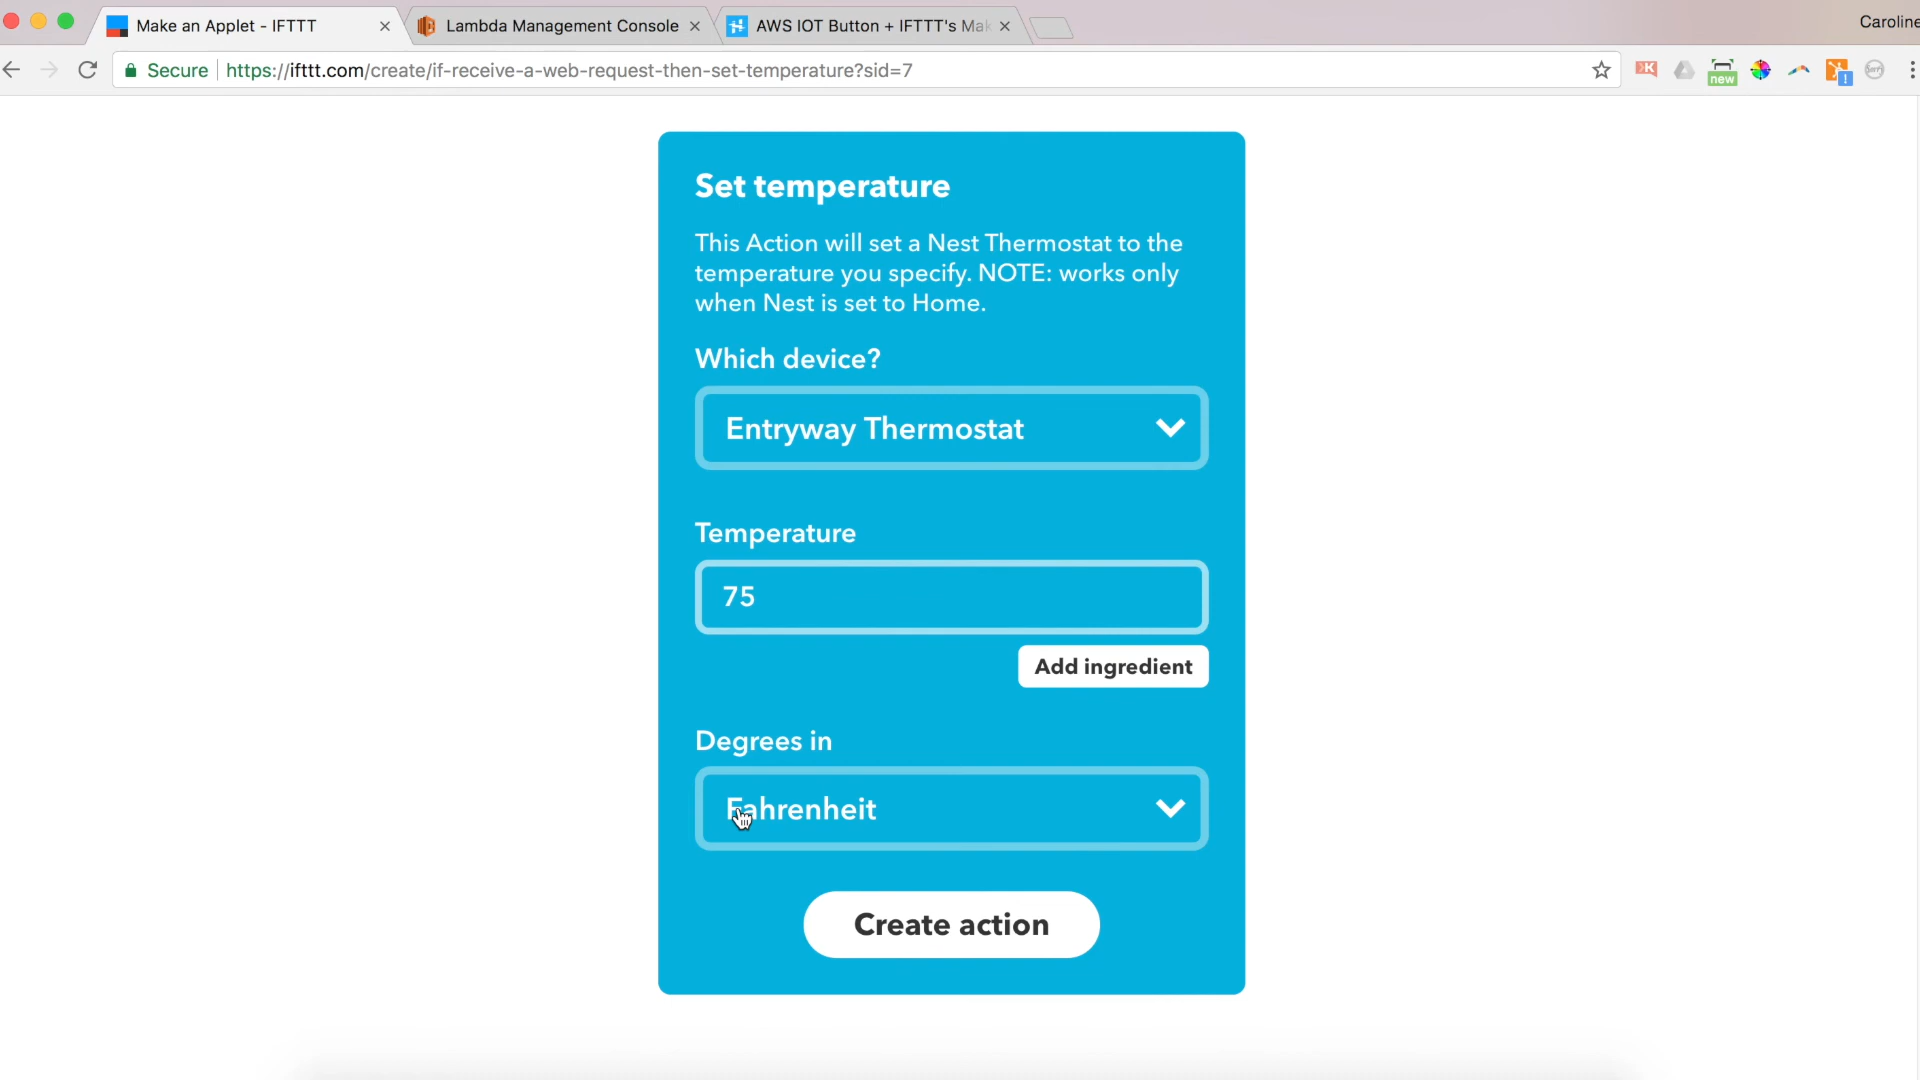 Make an Applet - IFTTT
Lambda Management Console
AWS IOT Button + IFTTT's Mak
Caroline
Secure
https://ifttt.com/create/if-receive-a-web-request-then-set-temperature?sid=7
new
Set temperature
This Action will set a Nest Thermostat to the
temperature you specify. NOTE: works only
when Nest is set to Home.
Which device?
Entryway Thermostat
Temperature
75
Add ingredient
Degrees in
Fahrenheit
Create action